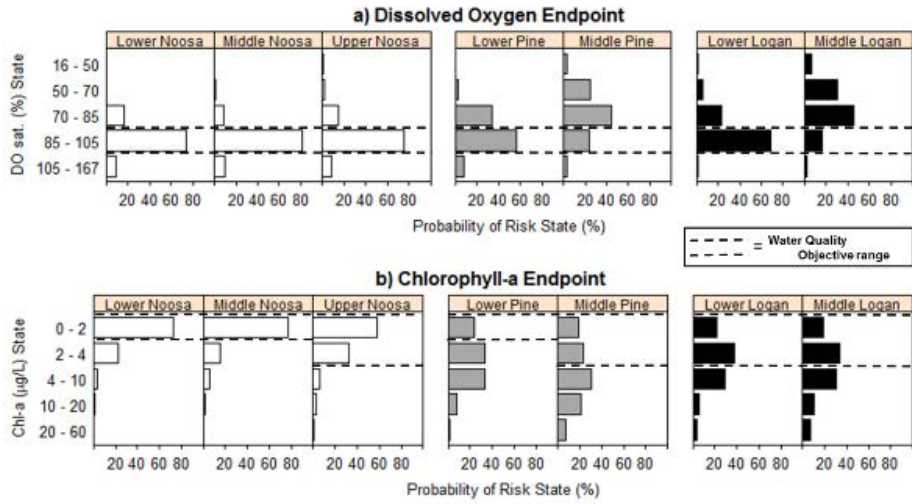 a) Dissolved Oxygen Endpoint
Lower Noosa Middle Noosa Upper Noosa Lower Pine Middle Pine Lower Logan Middle Logan
DO sat. (%) State
16 - 50
50 - 70
70 - 85
85 - 105
105 - 167
20 40 60 80 20 40 60 80 20 40 60 80 20 40 60 80 20 40 60 80 20 40 60 80 20 40 60 80
Probability of Risk State (%)
= Water Quality
Objective range
b) Chlorophyll-a Endpoint
Lower Noosa Middle Noosa Upper Noosa Lower Pine Middle Pine Lower Logan Middle Logan
Chl-a (μg/L) State
0 - 2
2 - 4
4 - 10
10 - 20
20 - 60
20 40 60 80 20 40 60 80 20 40 60 80 20 40 60 80 20 40 60 80 20 40 60 80 20 40 60 80
Probability of Risk State (%)